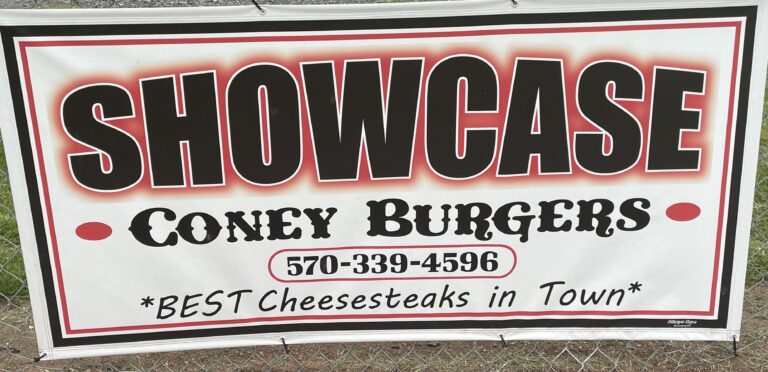 SHOWCASE
CONEY BURGERS
570-339-4596
*BEST Cheesesteaks in Town*